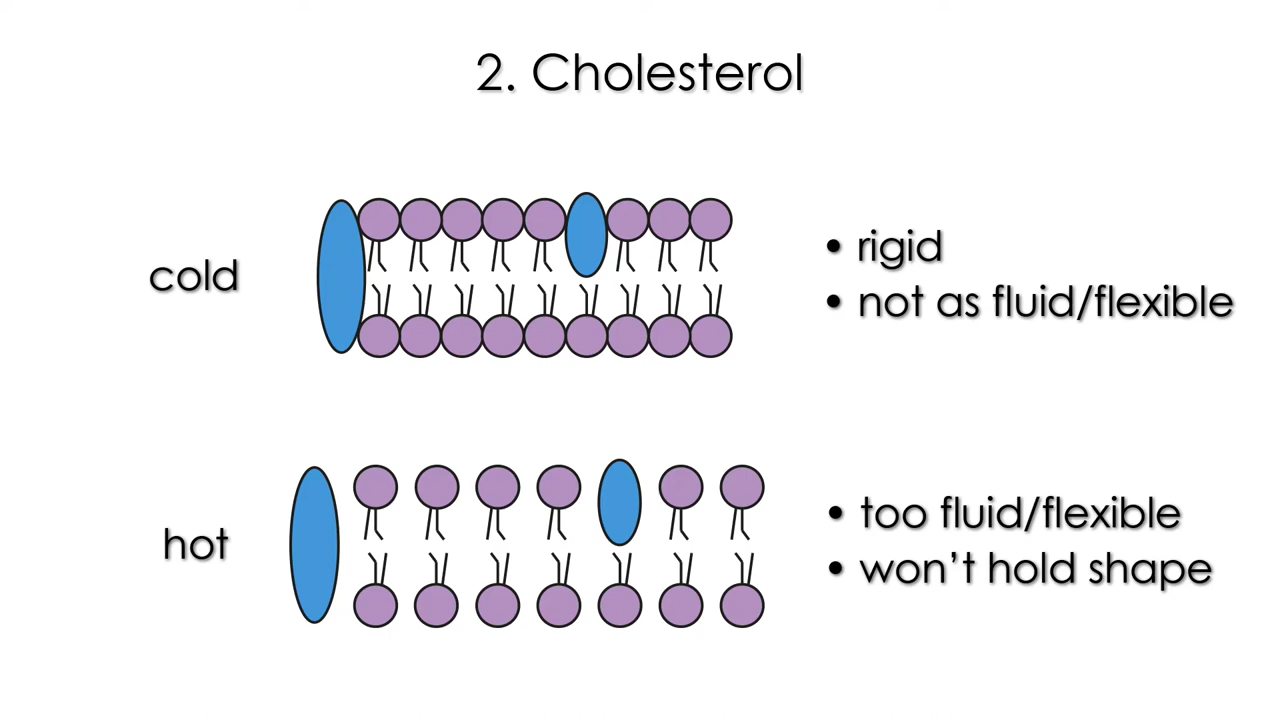 2. Cholesterol
cold
• rigid
• not as fluid/flexible
hot
• too fluid/flexible
• won't hold shape